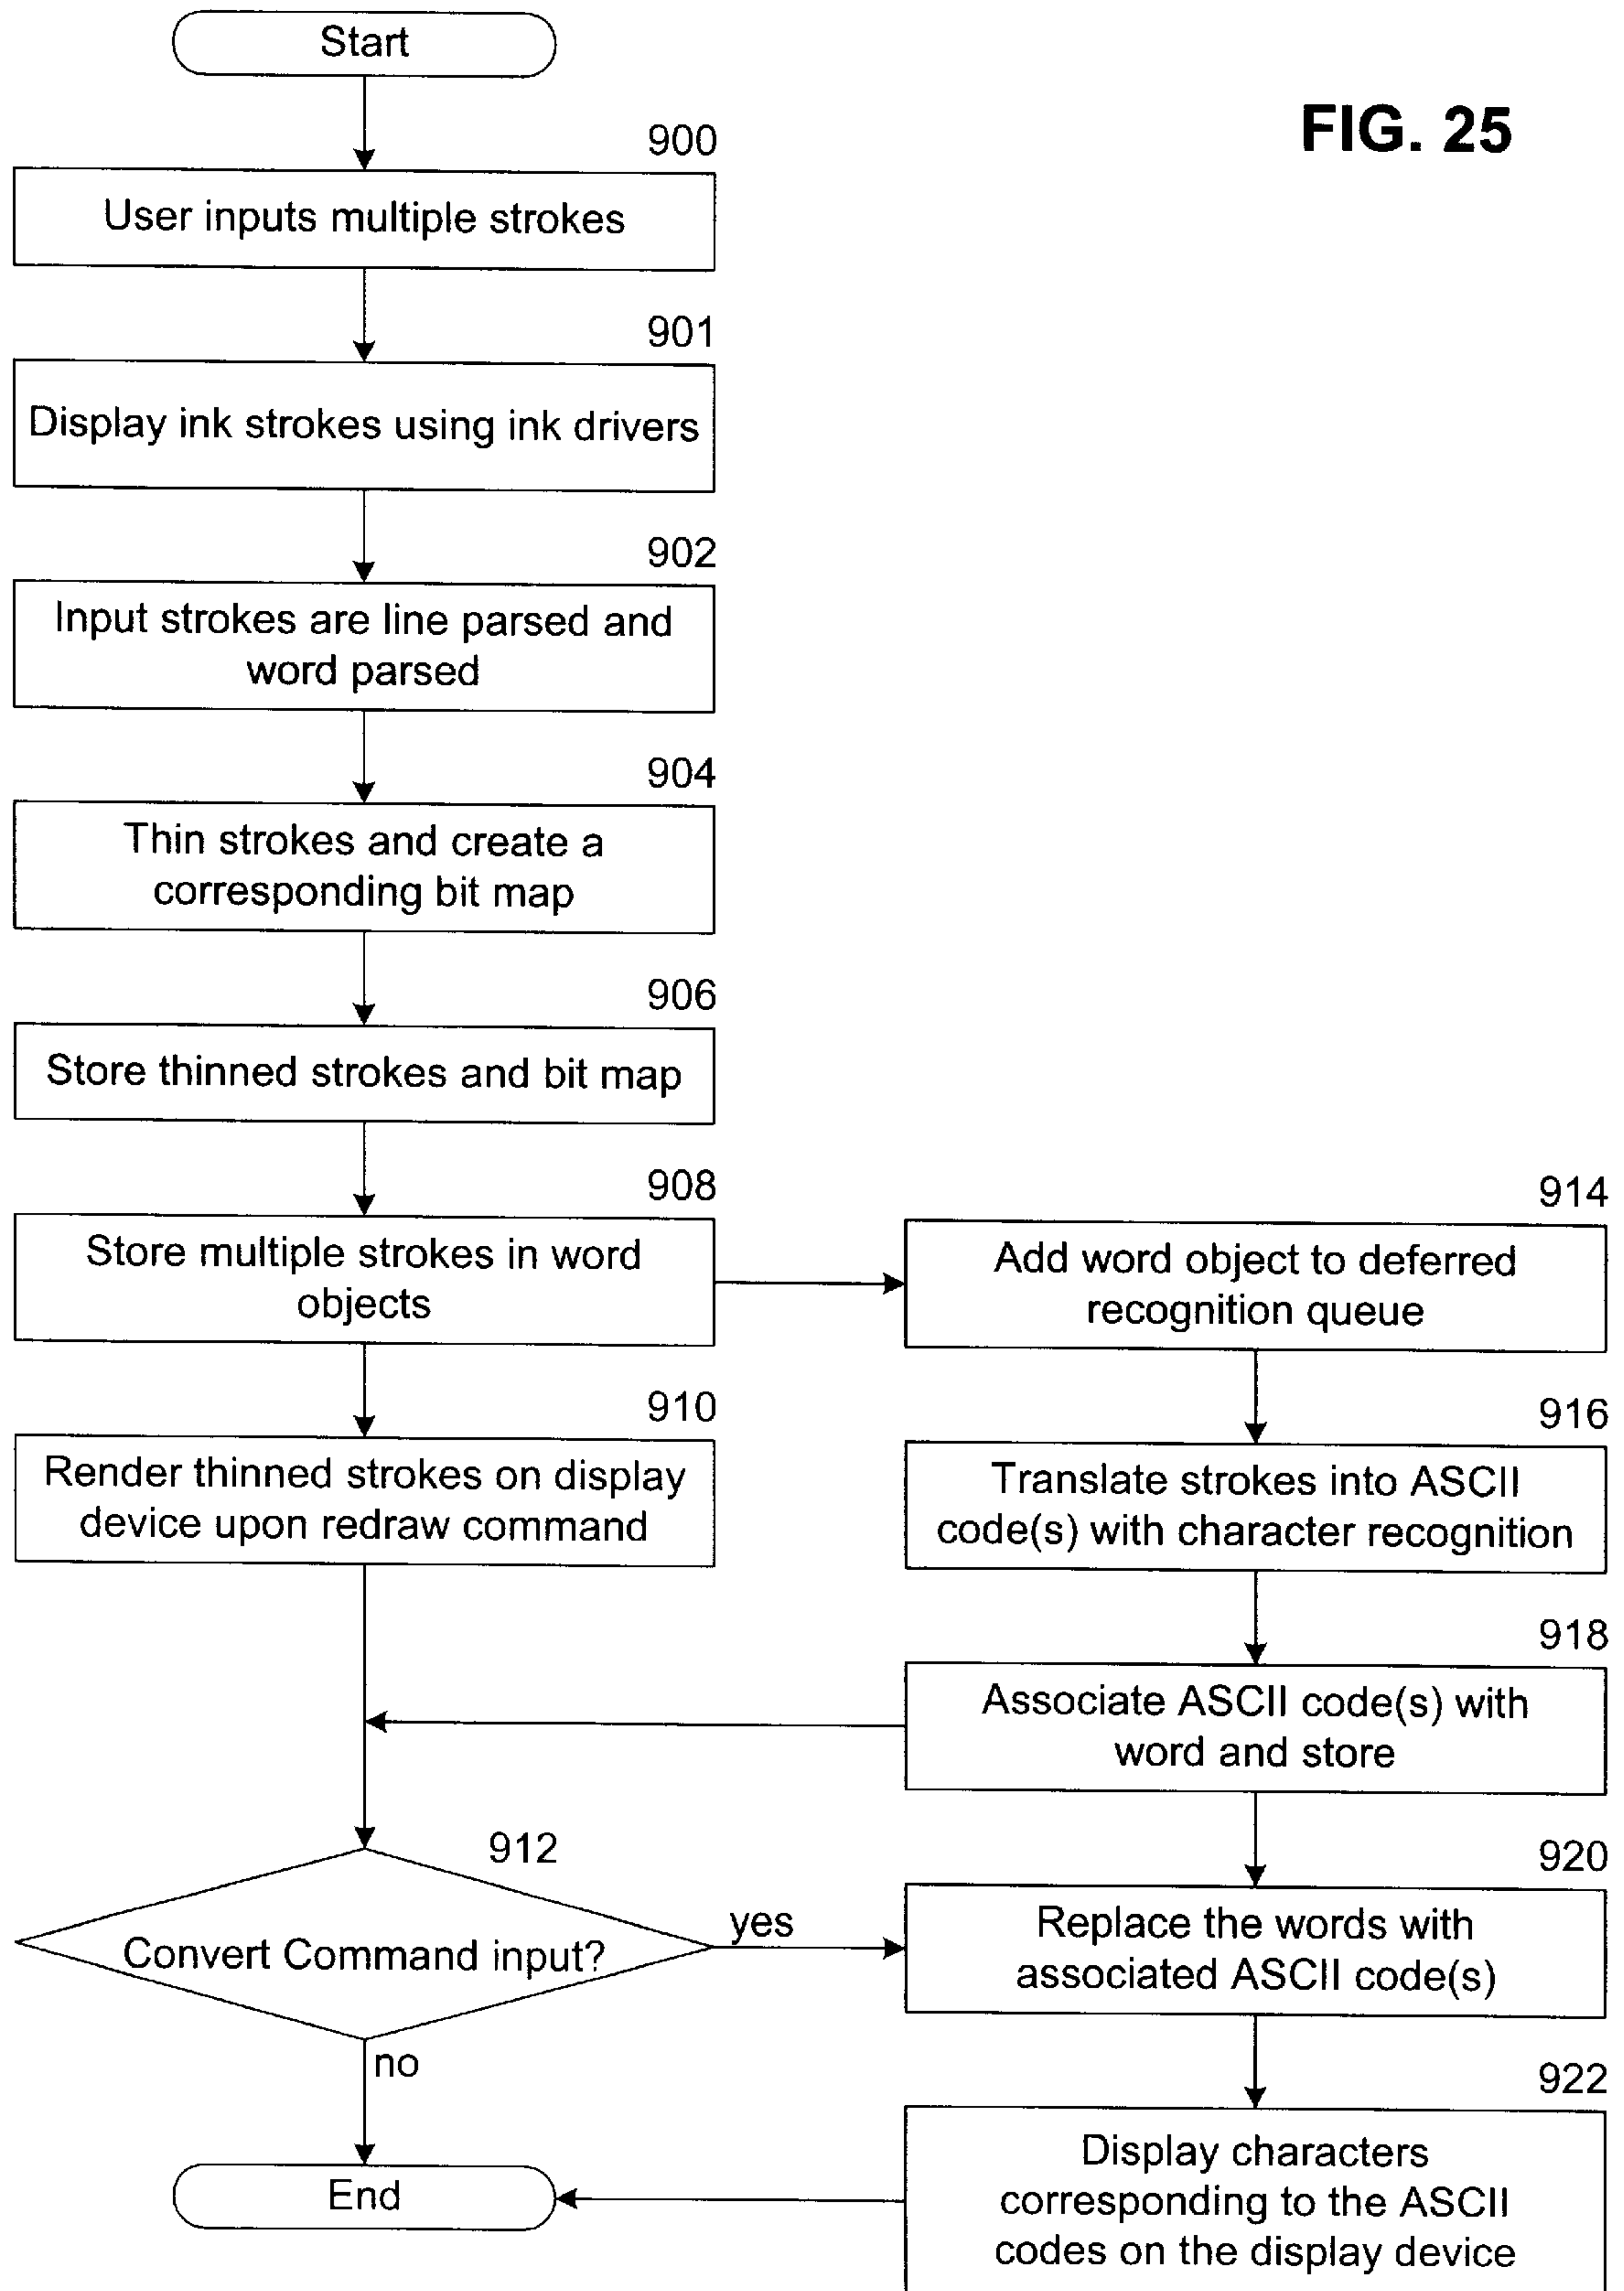 Start
FIG. 25
900
User inputs multiple strokes
901
Display ink strokes using ink drivers
902
Input strokes are line parsed and
word parsed
904
Thin strokes and create a
corresponding bit map
906
Store thinned strokes and bit map
908
Store multiple strokes in word
objects
914
Add word object to deferred
recognition queue
910
Render thinned strokes on display
device upon redraw command
916
Translate strokes into ASCII
code(s) with character recognition
918
Associate ASCII code(s) with
word and store
912
Convert Command input?
yes
no
920
Replace the words with
associated ASCII code(s)
922
Display characters
corresponding to the ASCII
codes on the display device
End